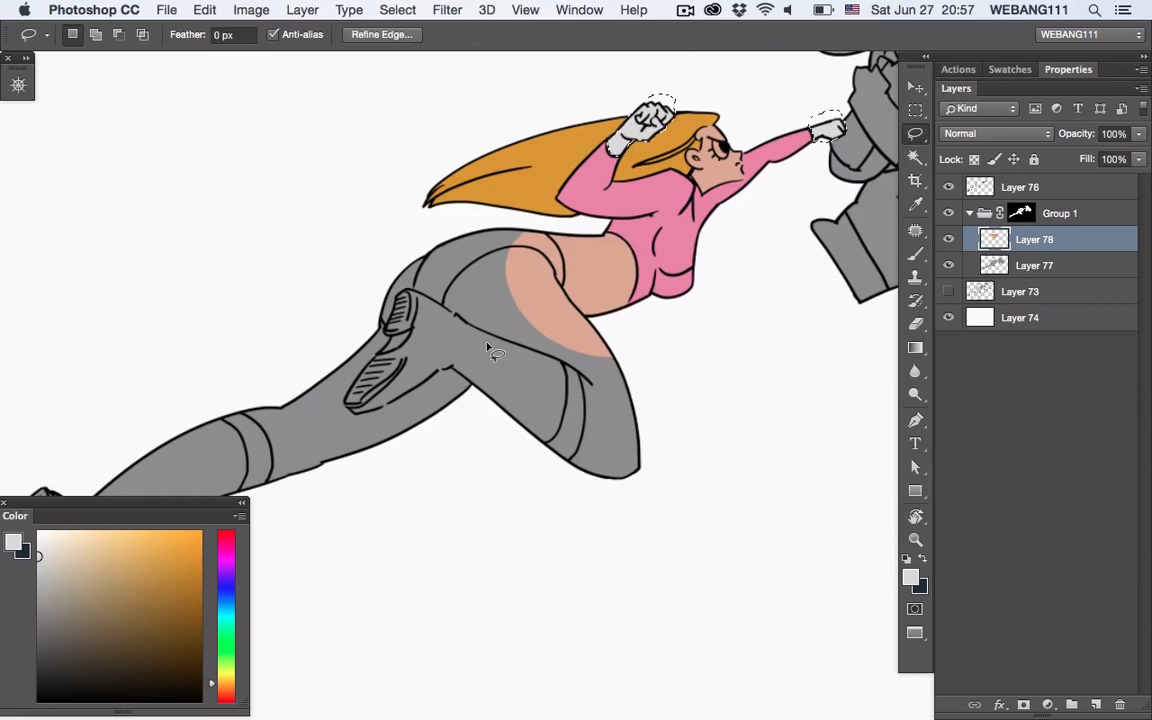 Photoshop CC File Edit Image Layer Type Select Filter 3D View Window Help Sat Jun 27 20:57 WEBANG111
Feather: 0 px Anti-alias Refine Edge... WEBANG111
Actions Swatches Properties
Layers
Kind
Normal Opacity: 100%
Lock: Fill: 100%
Layer 76
Group 1
Layer 78
Layer 77
Layer 73
Layer 74
Color